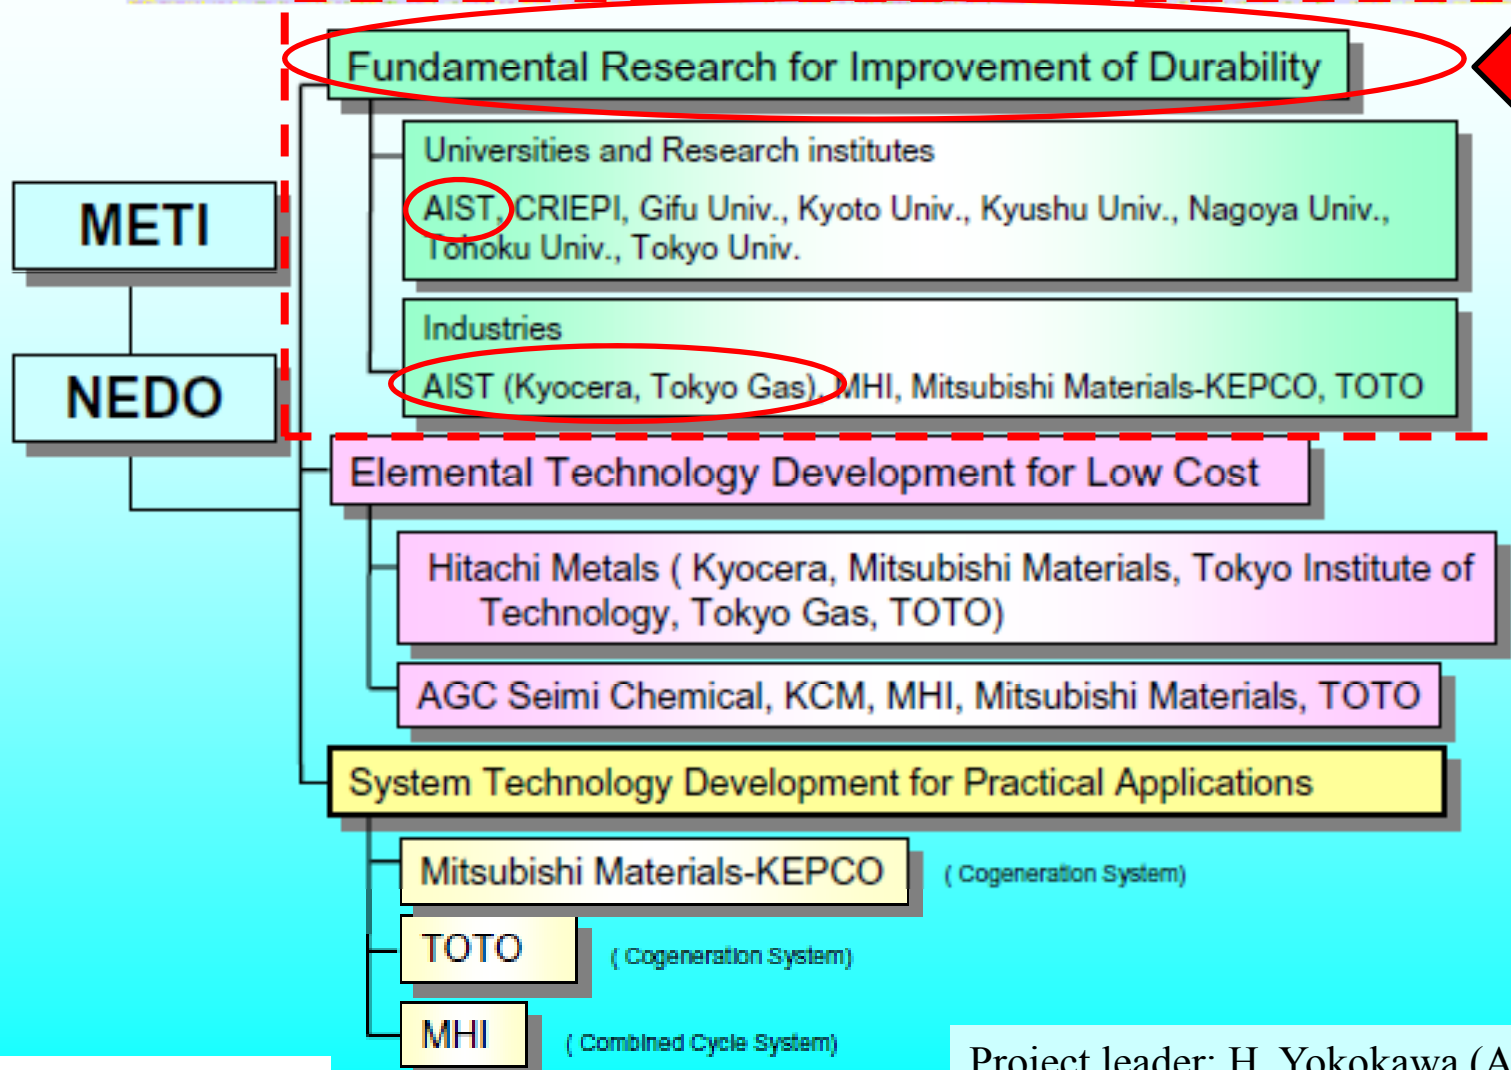 Fundamental Research for Improvement of Durability
Universities and Research institutes
AIST, CRIEPI, Gifu Univ., Kyoto Univ., Kyushu Univ., Nagoya Univ.,
Tohoku Univ., Tokyo Univ.
METI
Industries
AIST (Kyocera, Tokyo Gas), MHI, Mitsubishi Materials-KEPCO, TOTO
NEDO
Elemental Technology Development for Low Cost
Hitachi Metals ( Kyocera, Mitsubishi Materials, Tokyo Institute of
Technology, Tokyo Gas, TOTO)
AGC Seimi Chemical, KCM, MHI, Mitsubishi Materials, TOTO
System Technology Development for Practical Applications
Mitsubishi Materials-KEPCO ( Cogeneration System)
TOTO ( Cogeneration System)
MHI ( Combined Cycle System)
Project leader: H. Yokokawa (A